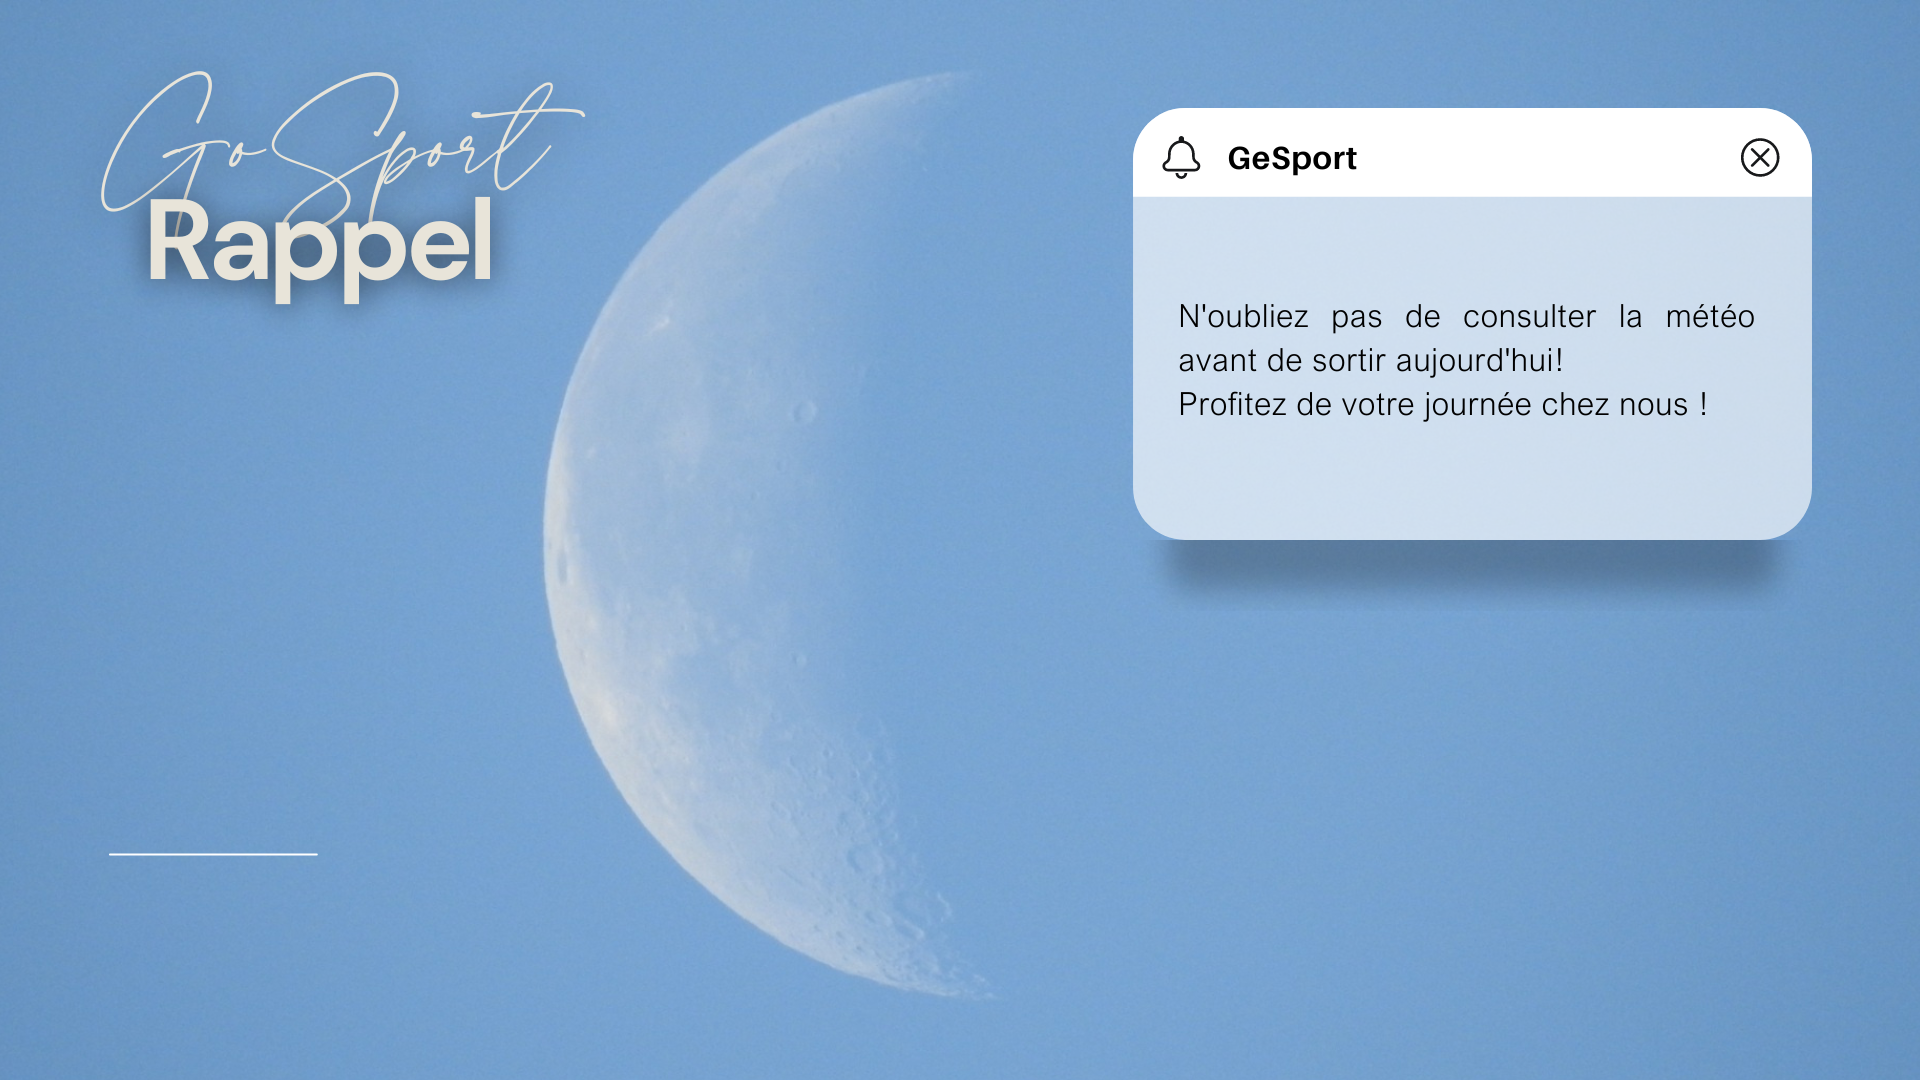 GoSport
Rappel
GeSport
N'oubliez pas de consulter la météo
avant de sortir aujourd'hui!
Profitez de votre journée chez nous !